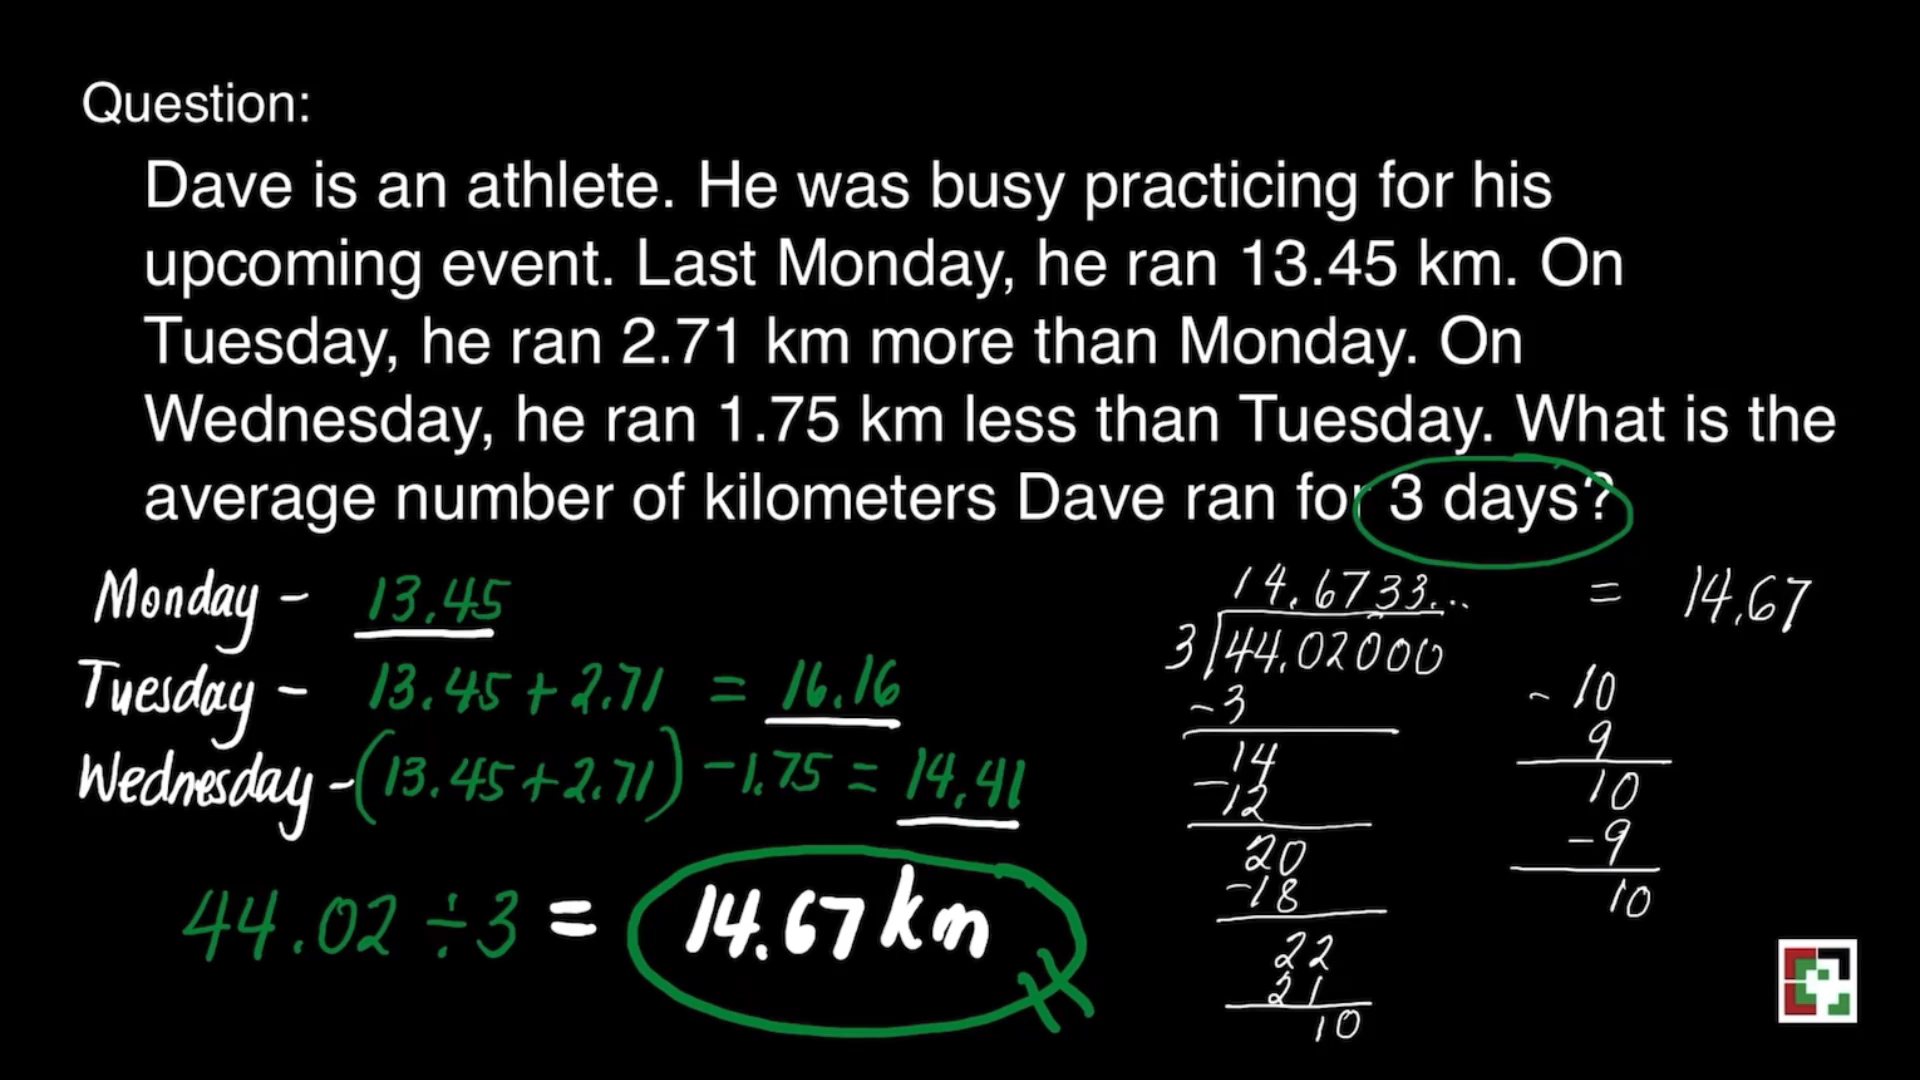 Question:
Dave is an athlete. He was busy practicing for his
upcoming event. Last Monday, he ran 13.45 km. On
Tuesday, he ran 2.71 km more than Monday. On
Wednesday, he ran 1.75 km less than Tuesday. What is the
average number of kilometers Dave ran for 3 days?
Monday - 13.45
Tuesday - 13.45 + 2.71 = 16.16
Wednesday - (13.45 + 2.71) - 1.75 = 14.41
44.02 ÷ 3 = 14.67 km
14.6733... = 14.67
3 44.02000
- 3
14
- 12
20
- 18
22
21
10
- 10
9
10
- 9
10